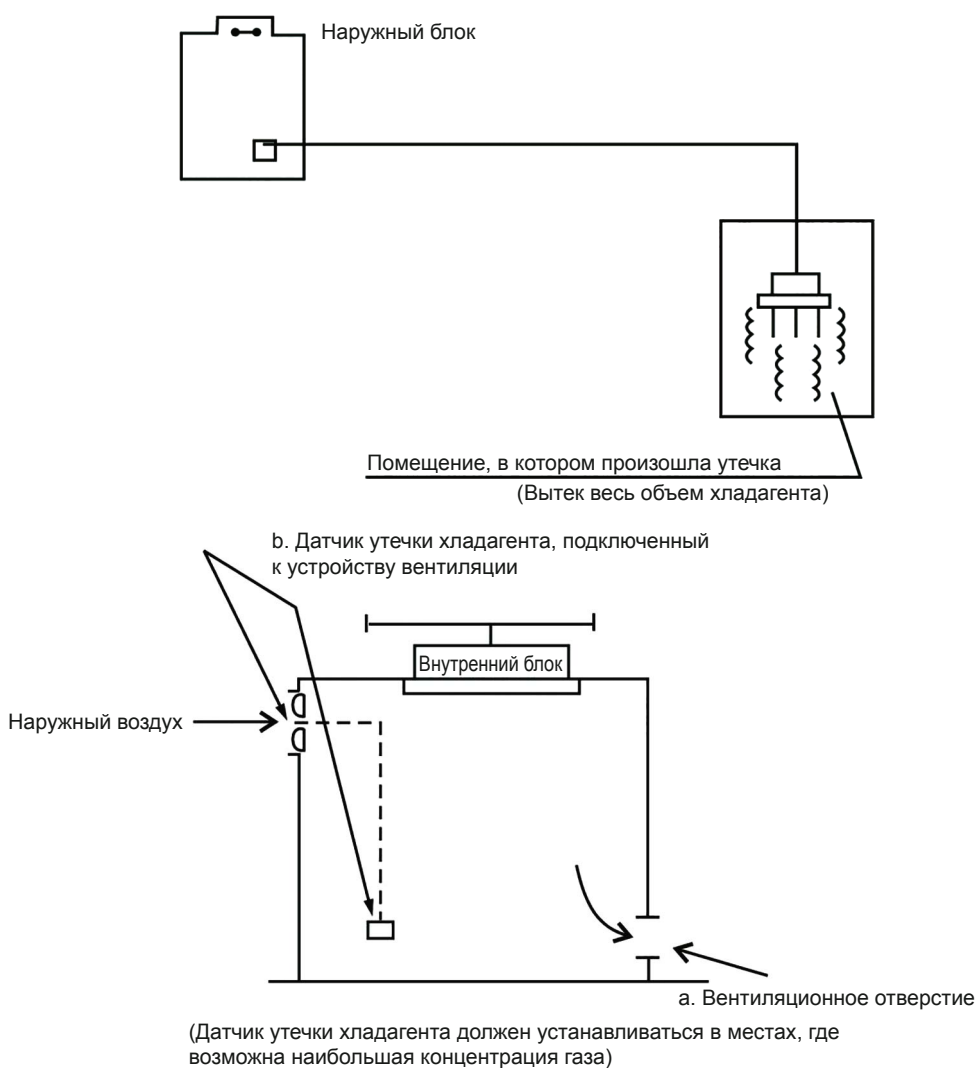 Наружный блок
Помещение, в котором произошла утечка
(Вытек весь объем хладагента)
b. Датчик утечки хладагента, подключенный
к устройству вентиляции
Внутренний блок
Наружный воздух
a. Вентиляционное отверстие
(Датчик утечки хладагента должен устанавливаться в местах, где
возможна наибольшая концентрация газа)